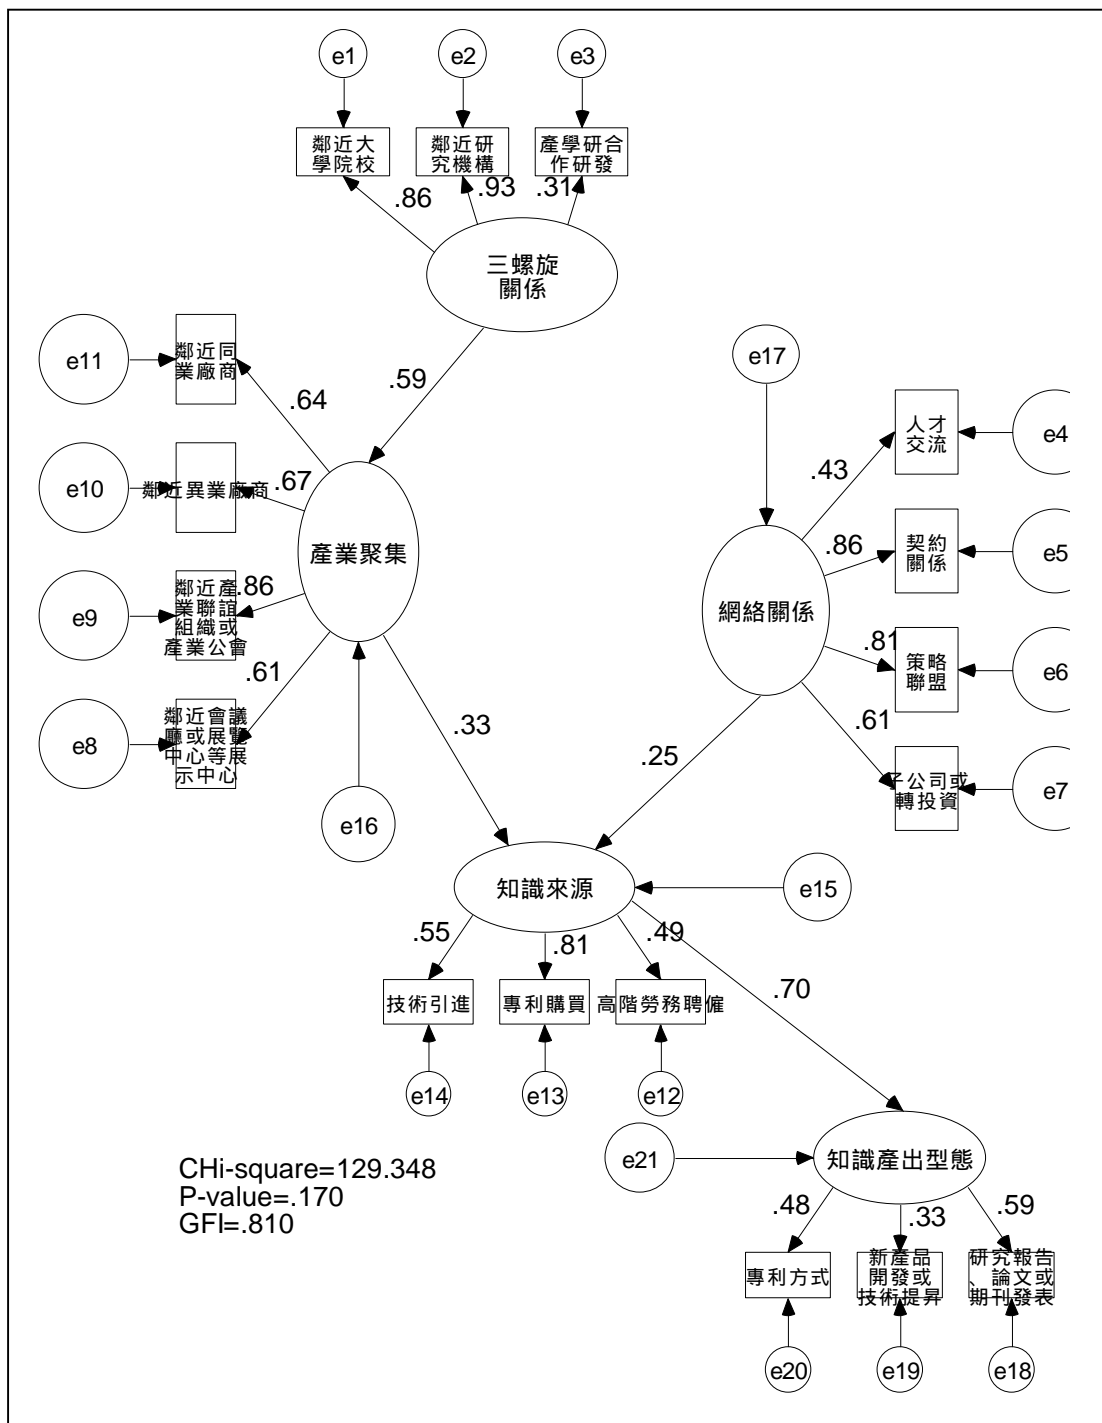 e1
e2
e3
鄰近大
學院校
鄰近研
究機構
產學研合
作研發
.86
.93
.31
三螺旋
關係
e11
鄰近同
業廠商
.59
.64
e17
e10
鄰近異業廠商
.67
人才
交流
e4
.43
產業聚集
e9
鄰近產
業聯誼
組織或
產業公會
.86
.86
契約
關係
e5
網絡關係
.81
策略
聯盟
e6
.61
e8
鄰近會議
廳或展覽
中心等展
示中心
.61
子公司或
轉投資
e7
.33
.25
e16
知識來源
e15
.55
.81
.49
技術引進
專利購買
高階勞務聘僱
.70
e14
e13
e12
e21
知識產出型態
CHi-square=129.348
P-value=.170
GFI=.810
.48
.33
.59
專利方式
新產品
開發或
技術提昇
研究報告
、論文或
期刊發表
e20
e19
e18